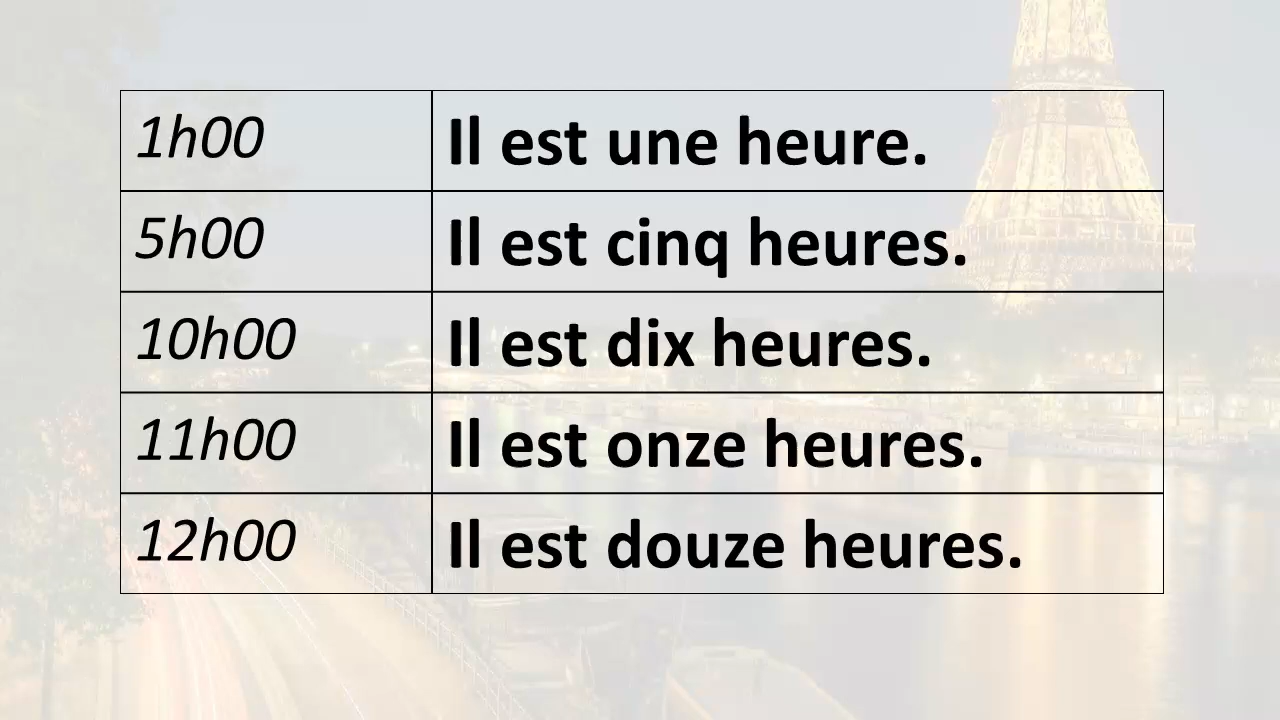 1h00 Il est une heure.
5h00 Il est cinq heures.
10h00 Il est dix heures.
11h00 Il est onze heures.
12h00 Il est douze heures.